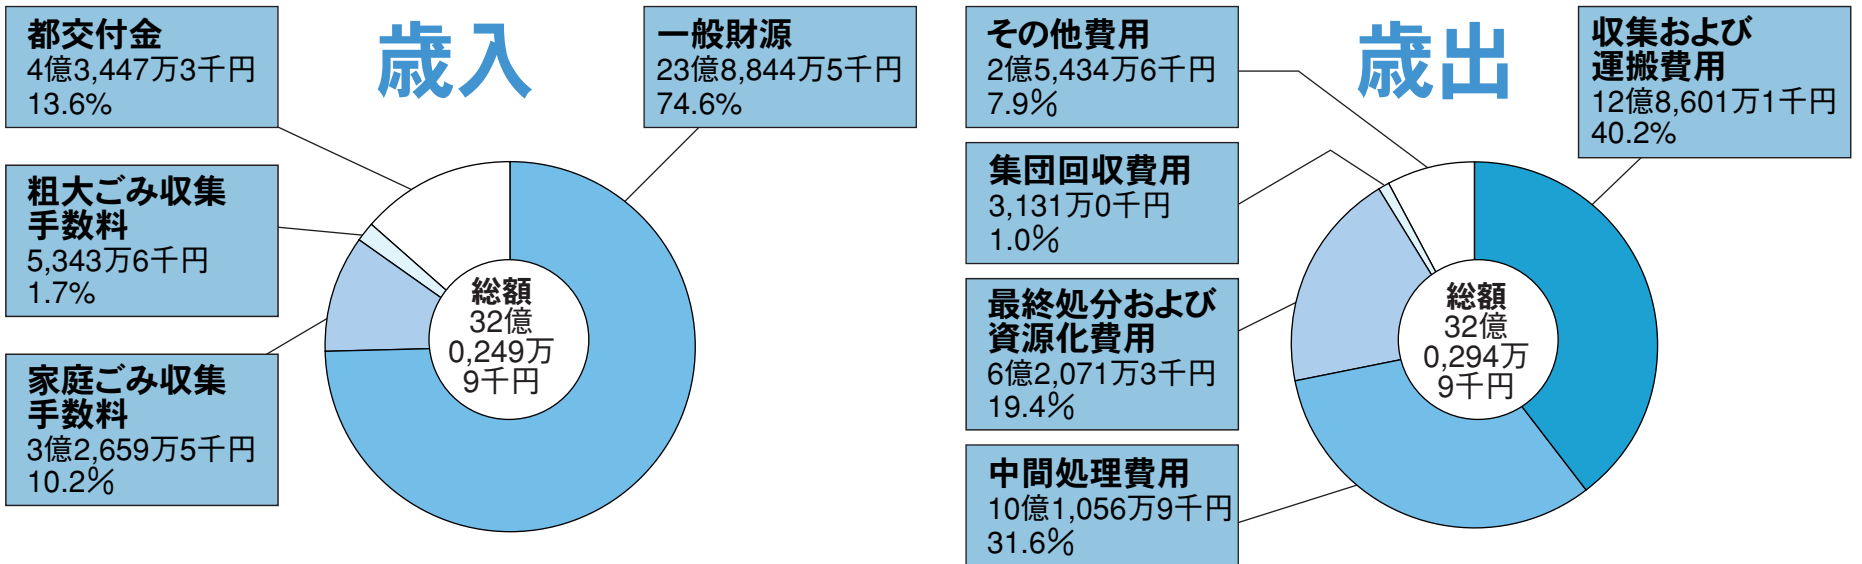 歳入
都交付金
4億3,447万3千円
13.6%
粗大ごみ収集
手数料
5,343万6千円
1.7%
家庭ごみ収集
手数料
3億2,659万5千円
10.2%
一般財源
23億8,844万5千円
74.6%
総額
32億
0,249万
9千円
歳出
その他費用
2億5,434万6千円
7.9%
集団回収費用
3,131万0千円
1.0%
最終処分および
資源化費用
6億2,071万3千円
19.4%
中間処理費用
10億1,056万9千円
31.6%
収集および
運搬費用
12億8,601万1千円
40.2%
総額
32億
0,294万
9千円